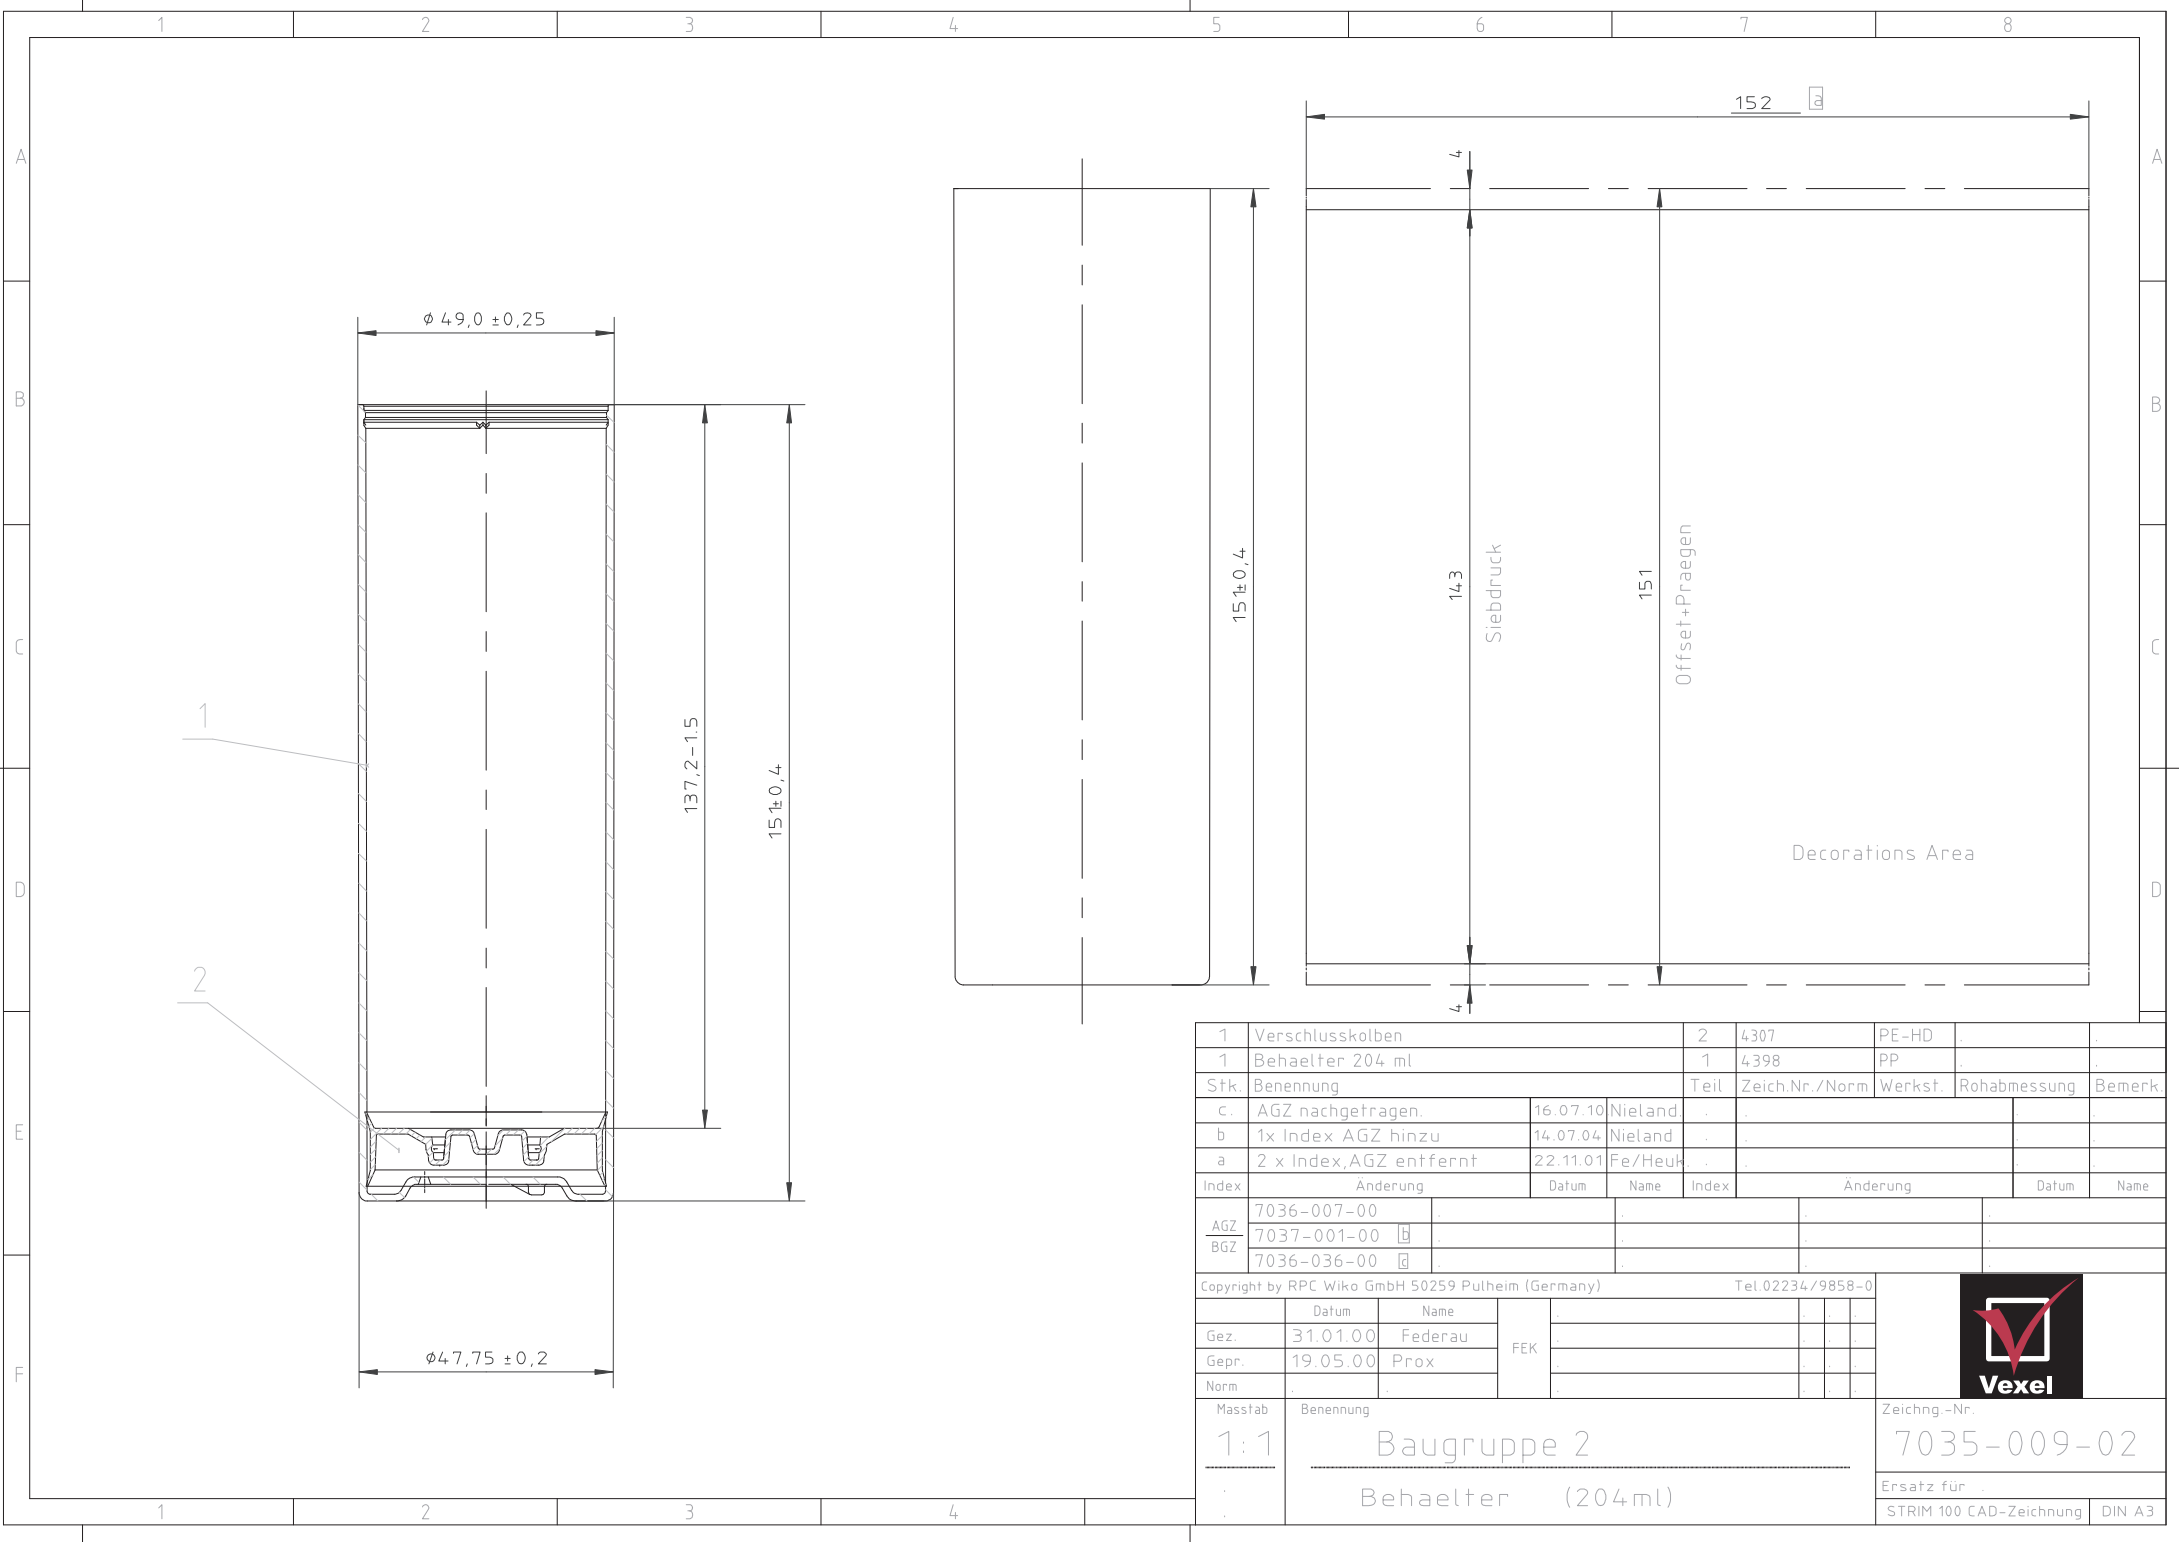 1 2 3 4 5 6 7 8
A A
B B
C C
D D
E E
F F
152 a
4
ϕ 49,0 ±0,25
137,2-1.5
151±0,4
151±0,4
143
Siebdruck
151
Offset+Praegen
1
2
Decorations Area
4
ϕ47,75 ±0,2
1 Verschlusskolben 2 4307 PE-HD . .
1 Behaelter 204 ml 1 4398 PP . .
Stk. Benennung Teil Zeich.Nr./Norm Werkst. Rohabmessung Bemerk.
c. AGZ nachgetragen. 16.07.10 Nieland. . . . .
b 1x Index AGZ hinzu 14.07.04 Nieland . . . .
a 2 x Index,AGZ entfernt 22.11.01 Fe/Heuk. . . . .
Index Änderung Datum Name Index Änderung Datum Name
AGZ
BGZ
7036-007-00 . . . .
7037-001-00 b . . . .
7036-036-00 c . . . .
Copyright by RPC Wiko GmbH 50259 Pulheim (Germany) Tel.02234/9858-0
Datum Name
Gez. 31.01.00 Federau
Gepr. 19.05.00 Prox
Norm . .
FEK
Vexel
Masstab Benennung Zeichng.-Nr.
1:1 Baugruppe 2 7035-009-02
Behaelter (204ml)
Ersatz für .
STRIM 100 CAD-Zeichnung DIN A3
1 2 3 4